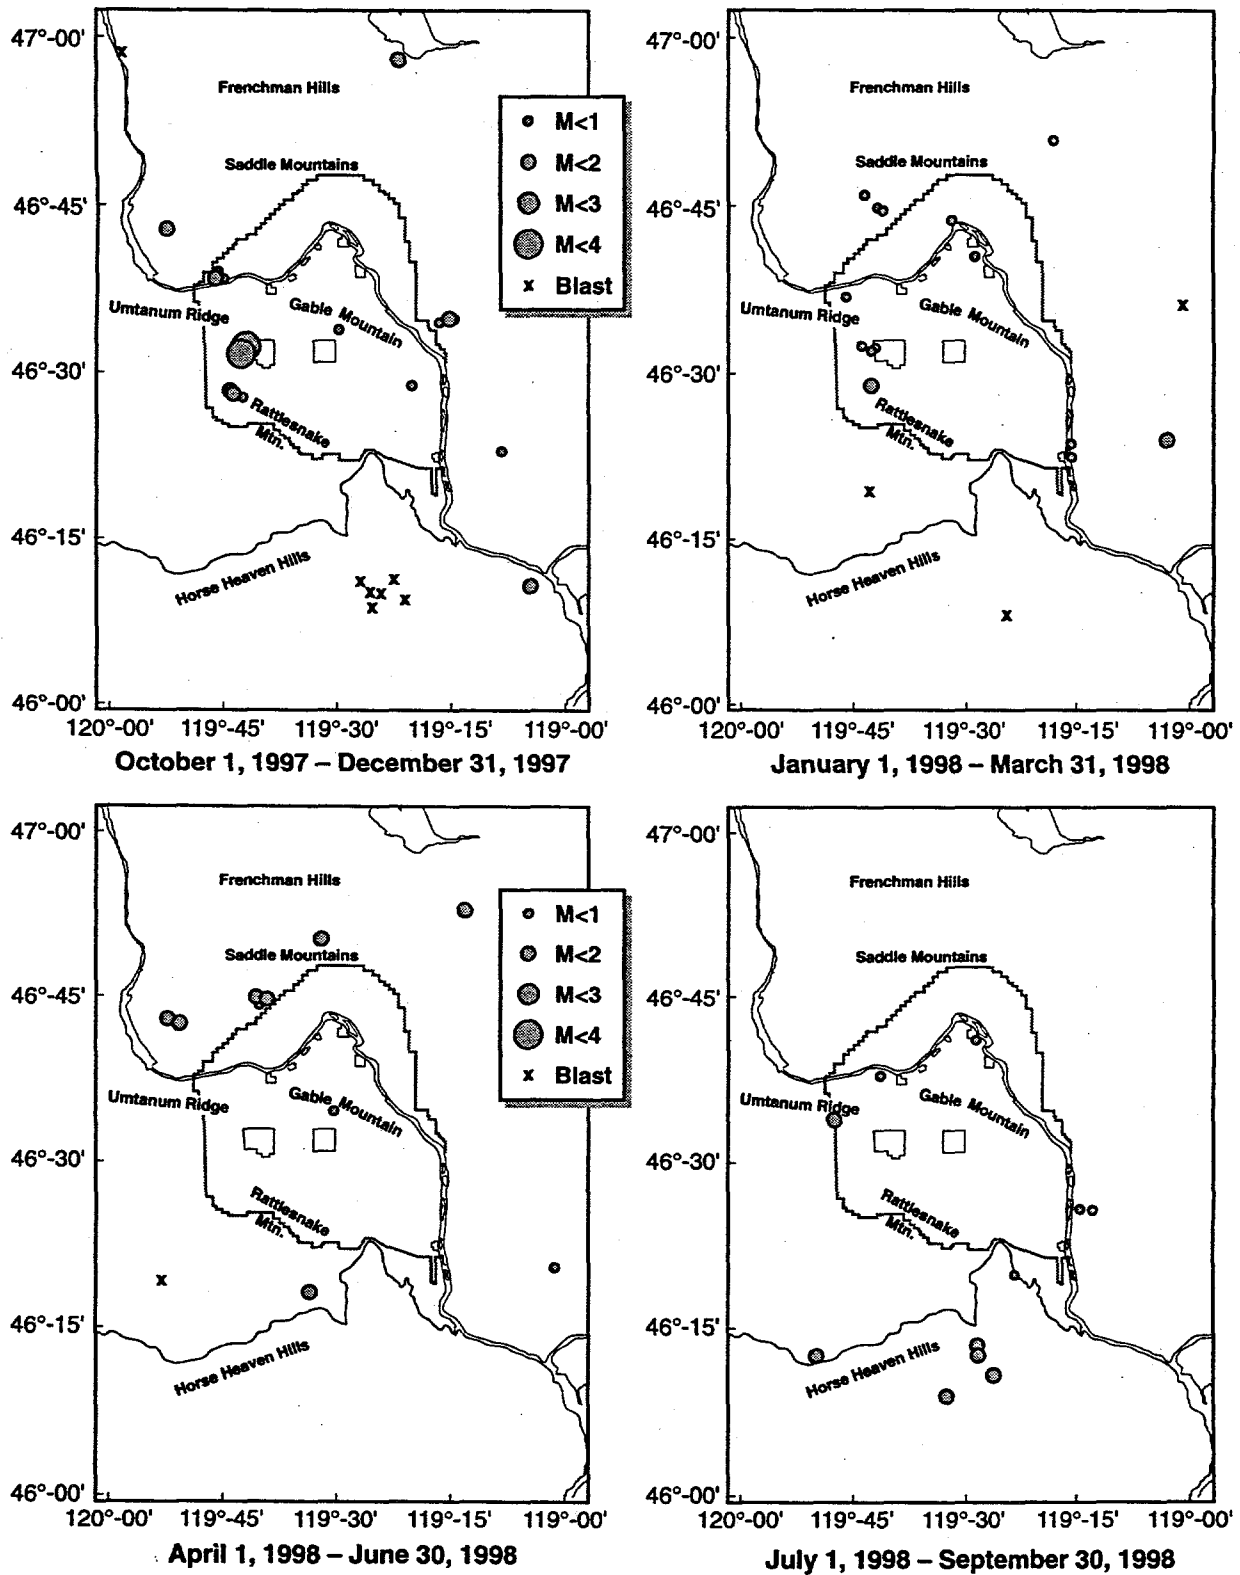 47°-00'
Frenchman Hills
M<1
M<2
Saddle Mountains
M<3
46°-45'
M<4
x Blast
Umtanum Ridge
Gable Mountain
46°-30'
Rattlesnake
Mtn.
46°-15'
Horse Heaven Hills
46°-00'
120°-00' 119°-45' 119°-30' 119°-15' 119°-00'
October 1, 1997 – December 31, 1997
47°-00'
Frenchman Hills
Saddle Mountains
46°-45'
Umtanum Ridge
Gable Mountain
46°-30'
Rattlesnake
Mtn.
46°-15'
Horse Heaven Hills
46°-00'
120°-00' 119°-45' 119°-30' 119°-15' 119°-00'
January 1, 1998 – March 31, 1998
47°-00'
Frenchman Hills
M<1
M<2
Saddle Mountains
M<3
46°-45'
M<4
x Blast
Umtanum Ridge
Gable Mountain
46°-30'
Rattlesnake
Mtn.
46°-15'
Horse Heaven Hills
46°-00'
120°-00' 119°-45' 119°-30' 119°-15' 119°-00'
April 1, 1998 – June 30, 1998
47°-00'
Frenchman Hills
Saddle Mountains
46°-45'
Umtanum Ridge
Gable Mountain
46°-30'
Rattlesnake
Mtn.
46°-15'
Horse Heaven Hills
46°-00'
120°-00' 119°-45' 119°-30' 119°-15' 119°-00'
July 1, 1998 – September 30, 1998